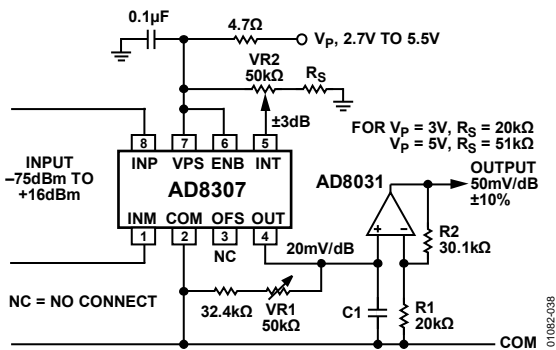 0.1µF
4.7Ω
V_P, 2.7V TO 5.5V
VR2
50kΩ
R_S
±3dB
FOR V_P = 3V, R_S = 20kΩ
V_P = 5V, R_S = 51kΩ
8 7 6 5
INP VPS ENB INT
INPUT
–75dBm TO
+16dBm
AD8307
INM COM OFS OUT
1 2 3 4
NC
AD8031
OUTPUT
50mV/dB
±10%
+ –
20mV/dB
R2
30.1kΩ
NC = NO CONNECT
32.4kΩ
VR1
50kΩ
C1
R1
20kΩ
COM
01082-038